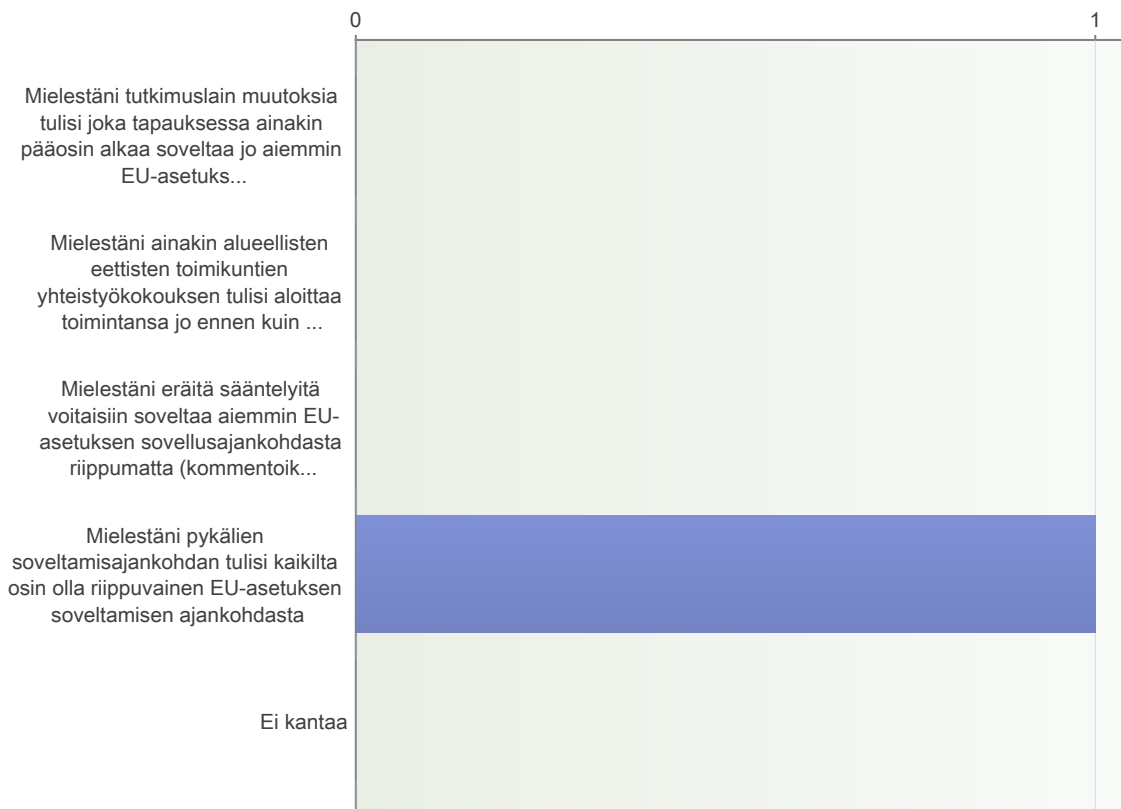 0 1
Mielestäni tutkimuslain muutoksia
tulisi joka tapauksessa ainakin
pääosin alkaa soveltaa jo aiemmin
EU-asetuks...
Mielestäni ainakin alueellisten
eettisten toimikuntien
yhteistyökokouksen tulisi aloittaa
toimintansa jo ennen kuin ...
Mielestäni eräitä sääntelyitä
voitaisiin soveltaa aiemmin EU-
asetuksen sovellusajankohdasta
riippumatta (kommentoik...
Mielestäni pykälien
soveltamisajankohdan tulisi kaikilta
osin olla riippuvainen EU-asetuksen
soveltamisen ajankohdasta
Ei kantaa